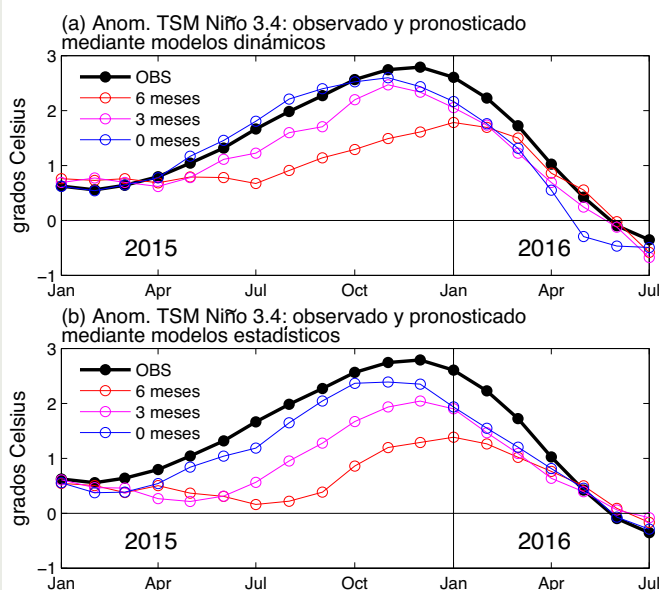 (a) Anom. TSM Niño 3.4: observado y pronosticado
mediante modelos dinámicos
3
2
1
0
−1
grados Celsius
OBS
6 meses
3 meses
0 meses
2015
2016
Jan
Apr
Jul
Oct
Jan
Apr
Jul
(b) Anom. TSM Niño 3.4: observado y pronosticado
mediante modelos estadísticos
3
2
1
0
−1
grados Celsius
OBS
6 meses
3 meses
0 meses
2015
2016
Jan
Apr
Jul
Oct
Jan
Apr
Jul